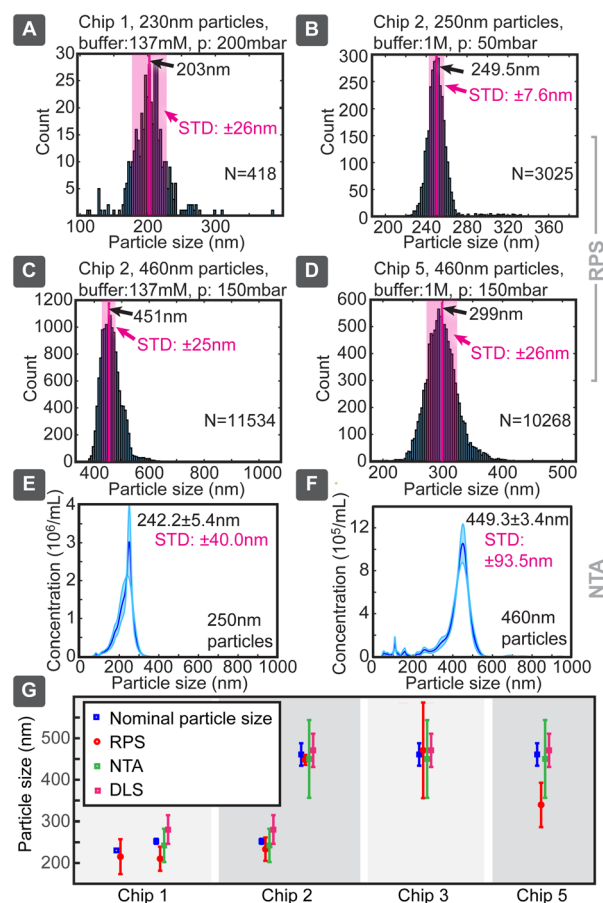 A
Chip 1, 230nm particles,
buffer:137mM, p: 200mbar
30
25
20
15
10
5
0
Count
203nm
STD: ±26nm
N=418
100
200
300
Particle size (nm)
B
Chip 2, 250nm particles,
buffer:1M, p: 50mbar
300
250
200
150
100
50
0
Count
249.5nm
STD: ±7.6nm
N=3025
200
240
280
320
360
Particle size (nm)
RPS
C
Chip 2, 460nm particles,
buffer:137mM, p: 150mbar
1200
1000
800
600
400
200
0
Count
451nm
STD: ±25nm
N=11534
400
600
800
1000
Particle size (nm)
D
Chip 5, 460nm particles,
buffer:1M, p: 150mbar
600
500
400
300
200
100
0
Count
299nm
STD: ±26nm
N=10268
200
300
400
500
Particle size (nm)
E
4
3
2
1
0
Concentration (10⁶/mL)
242.2±5.4nm
STD: ±40.0nm
250nm
particles
0
200
400
600
800
1000
Particle size (nm)
F
12
8
4
0
Concentration (10⁵/mL)
449.3±3.4nm
STD:
±93.5nm
460nm
particles
0
200
400
600
800
1000
Particle size (nm)
NTA
G
500
450
350
250
200
Particle size (nm)
Nominal particle size
RPS
NTA
DLS
Chip 1
Chip 2
Chip 3
Chip 5